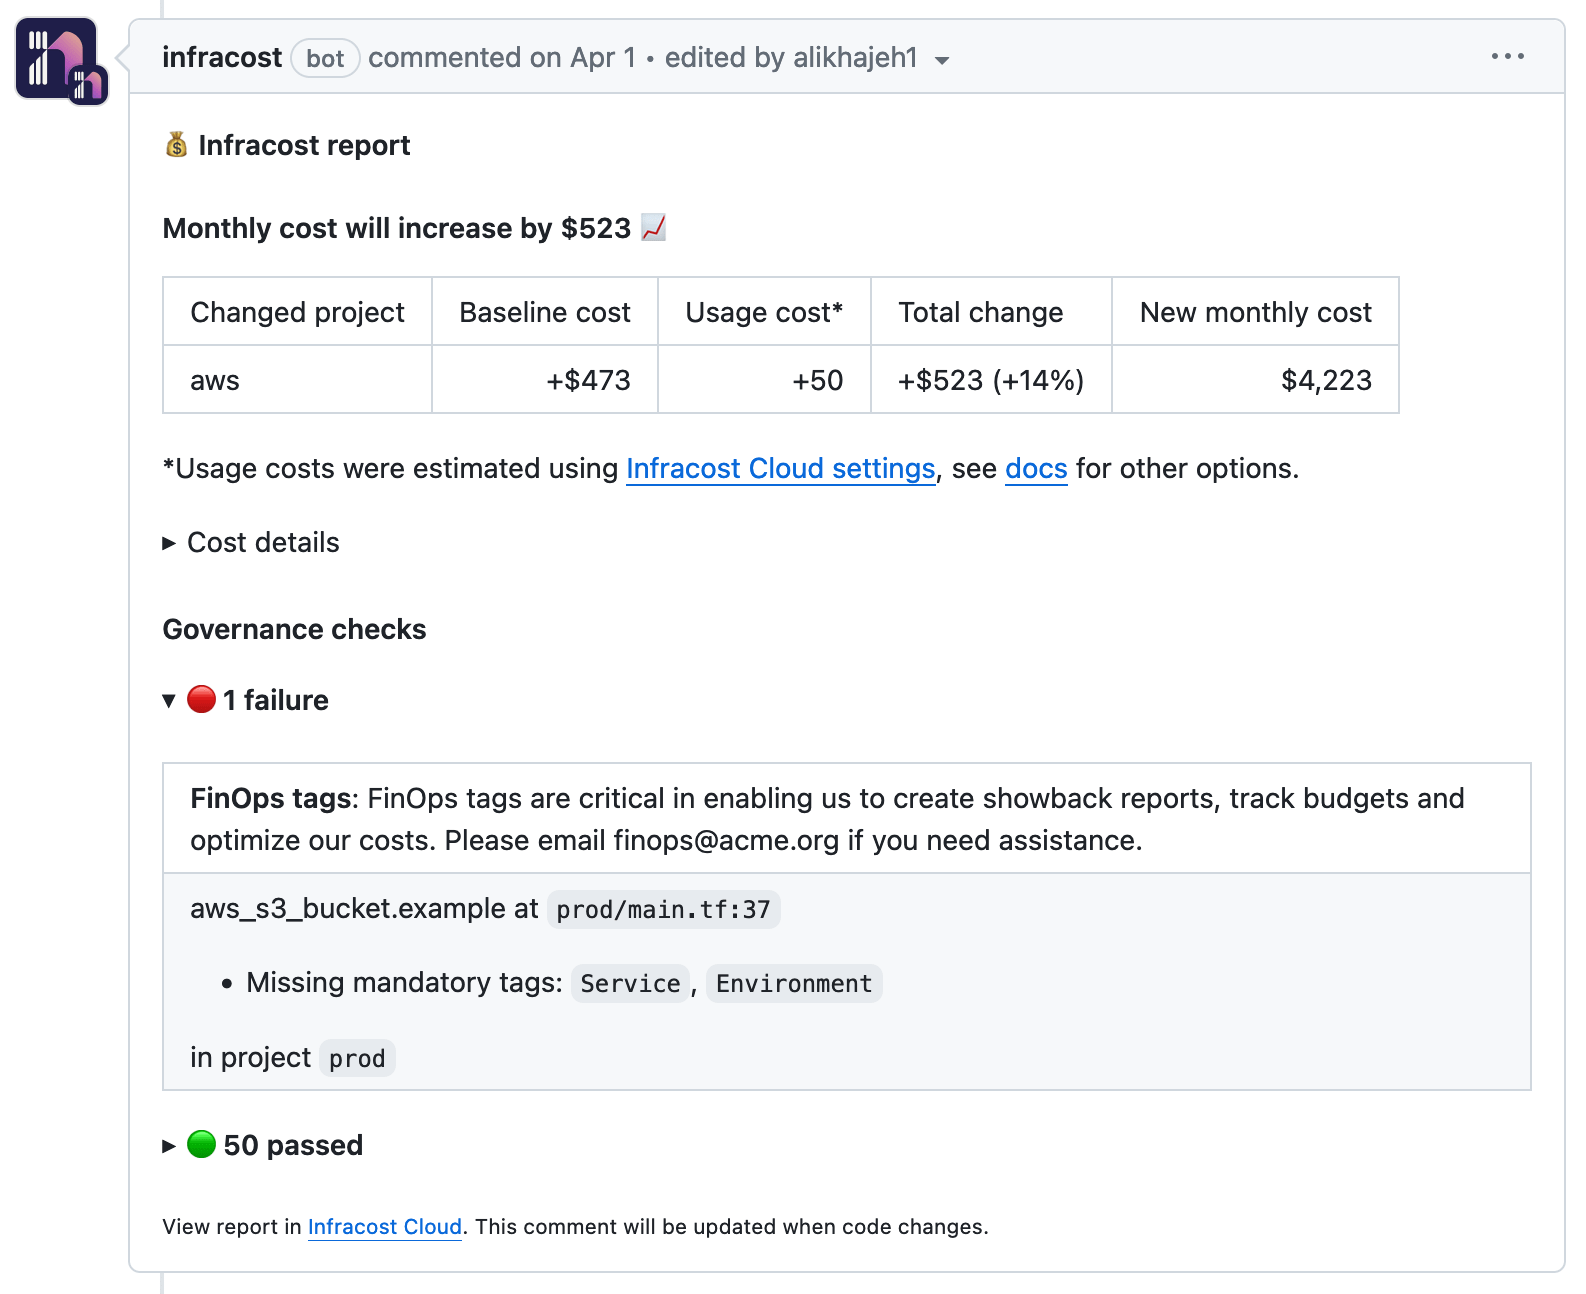 infracost bot commented on Apr 1 • edited by alikhajeh1
💰 Infracost report
Monthly cost will increase by $523 📈
Changed project Baseline cost Usage cost* Total change New monthly cost
aws +$473 +50 +$523 (+14%) $4,223
*Usage costs were estimated using Infracost Cloud settings, see docs for other options.
▶ Cost details
Governance checks
▼ 🔴 1 failure
FinOps tags: FinOps tags are critical in enabling us to create showback reports, track budgets and
optimize our costs. Please email finops@acme.org if you need assistance.
aws_s3_bucket.example at prod/main.tf:37
• Missing mandatory tags: Service, Environment
in project prod
▶ 🟢 50 passed
View report in Infracost Cloud. This comment will be updated when code changes.